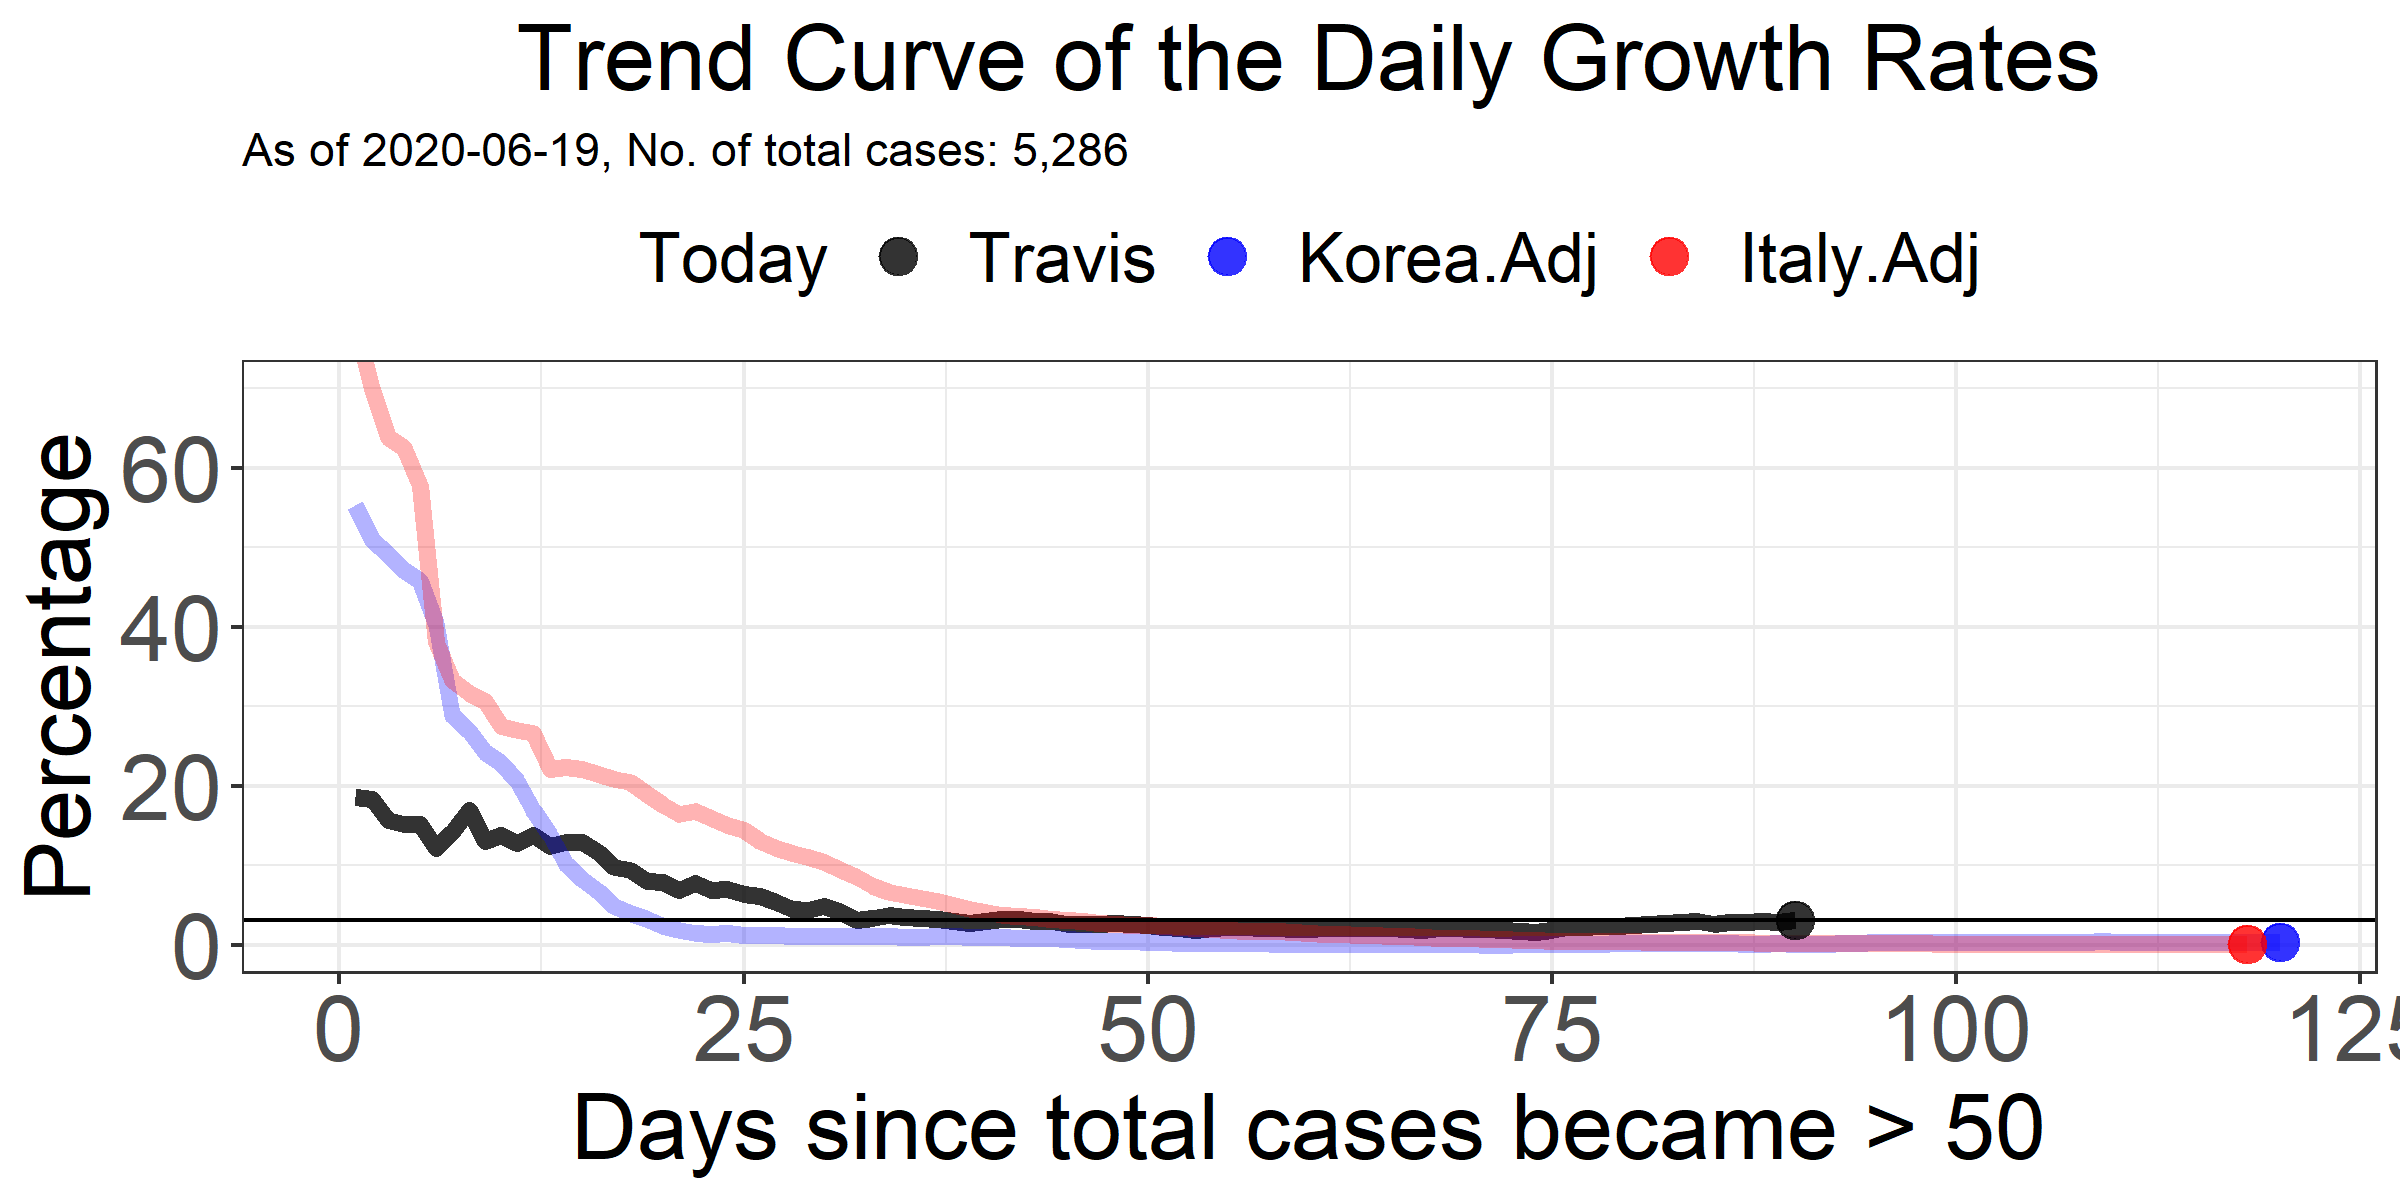 Trend Curve of the Daily Growth Rates
As of 2020-06-19, No. of total cases: 5,286
Today Travis Korea.Adj Italy.Adj
Percentage
60
40
20
0
0 25 50 75 100 125
Days since total cases became > 50